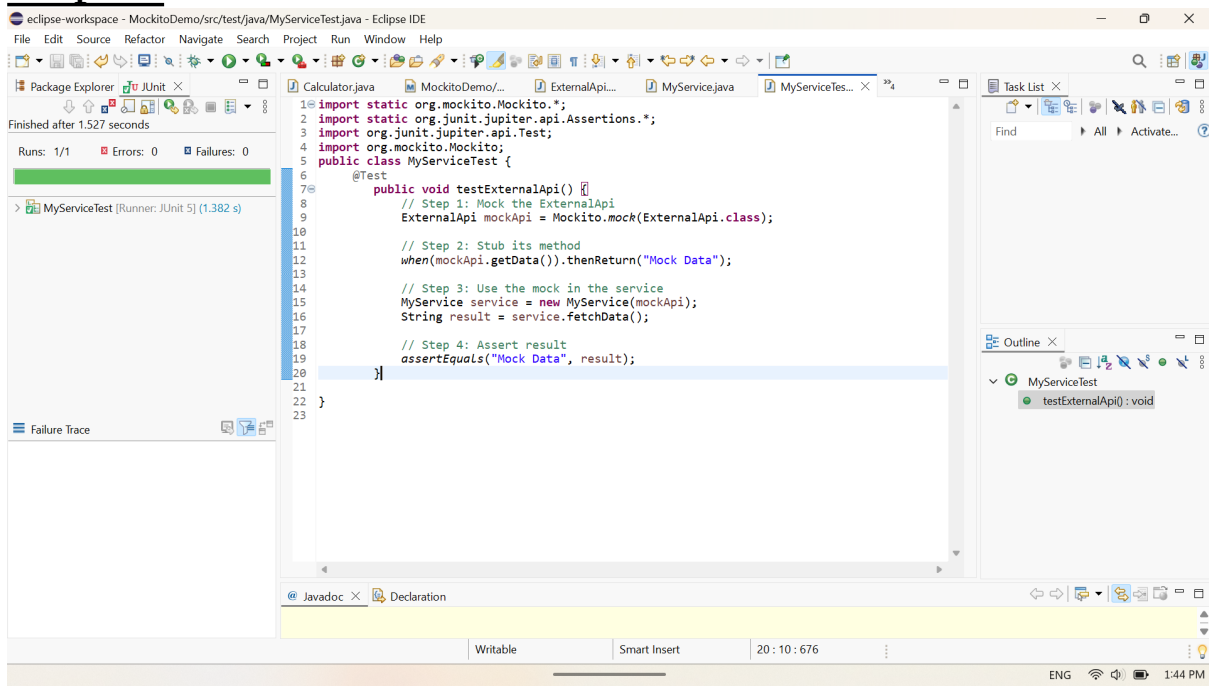 eclipse-workspace - MockitoDemo/src/test/java/MyServiceTest.java - Eclipse IDE
File Edit Source Refactor Navigate Search Project Run Window Help
Package Explorer JUnit
Finished after 1.527 seconds
Runs: 1/1 Errors: 0 Failures: 0
MyServiceTest [Runner: JUnit 5] (1.382 s)
Failure Trace
Calculator.java MockitoDemo/... ExternalApi.... MyService.java MyServiceTes... 4
1 import static org.mockito.Mockito.*;
2 import static org.junit.jupiter.api.Assertions.*;
3 import org.junit.jupiter.api.Test;
4 import org.mockito.Mockito;
5 public class MyServiceTest {
6 @Test
7 public void testExternalApi() {
8 // Step 1: Mock the ExternalApi
9 ExternalApi mockApi = Mockito.mock(ExternalApi.class);
10
11 // Step 2: Stub its method
12 when(mockApi.getData()).thenReturn("Mock Data");
13
14 // Step 3: Use the mock in the service
15 MyService service = new MyService(mockApi);
16 String result = service.fetchData();
17
18 // Step 4: Assert result
19 assertEquals("Mock Data", result);
20 }
21
22 }
23
Task List
Find All Activate...
Outline
MyServiceTest
testExternalApi() : void
@ Javadoc Declaration
Writable Smart Insert 20 : 10 : 676
ENG 1:44 PM